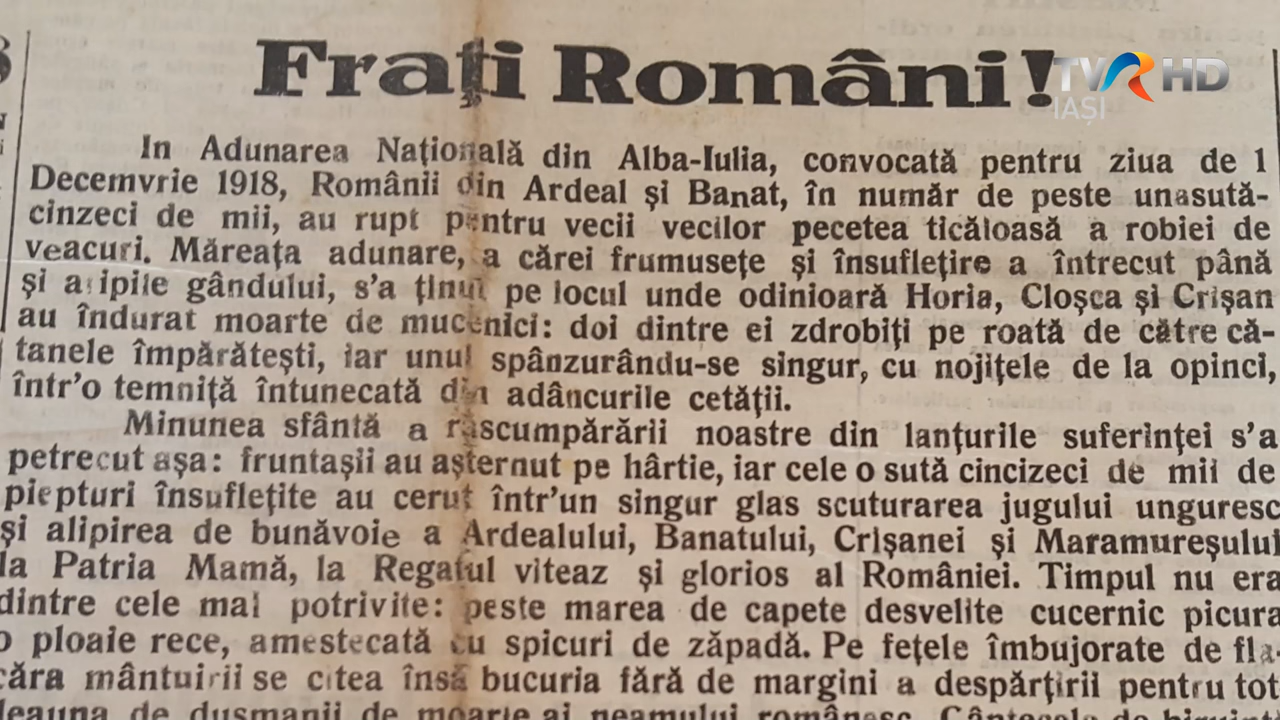 Frați Români!
TVR HD
IAȘI
In Adunarea Națională din Alba-Iulia, convocată pentru ziua de 1
Decemvrie 1918, Românii din Ardeal și Banat, în număr de peste unasută-
cinzeci de mii, au rupt pentru vecii vecilor pecetea ticăloasă a robiei de
veacuri. Măreața adunare, a cărei frumusețe și însuflețire a întrecut până
și aripile gândului, s'a ținut pe locul unde odinioară Horia, Cloșca și Crișan
au îndurat moarte de mucenici: doi dintre ei zdrobiți pe roată de către că-
tanele împărătești, iar unul spânzurându-se singur, cu nojițele de la opinci,
într'o temniță întunecată din adâncurile cetății.
Minunea sfântă a răscumpărării noastre din lanțurile suferinței s'a
petrecut așa: fruntașii au așternut pe hârtie, iar cele o sută cincizeci de mii de
piepturi însuflețite au cerut într'un singur glas scuturarea jugului unguresc
și alipirea de bunăvoie a Ardealului, Banatului, Crișanei și Maramureșului
la Patria Mamă, la Regatul viteaz și glorios al României. Timpul nu era
dintre cele mai potrivite: peste marea de capete desvelite cucernic picura
o ploaie rece, amestecată cu spicuri de zăpadă. Pe fețele îmbujorate de fla-
căra mântuirii se citea însă bucuria fără de margini a despărțirii pentru tot
deauna de dușmanii de moarte ai neamului românesc. Cântecele de